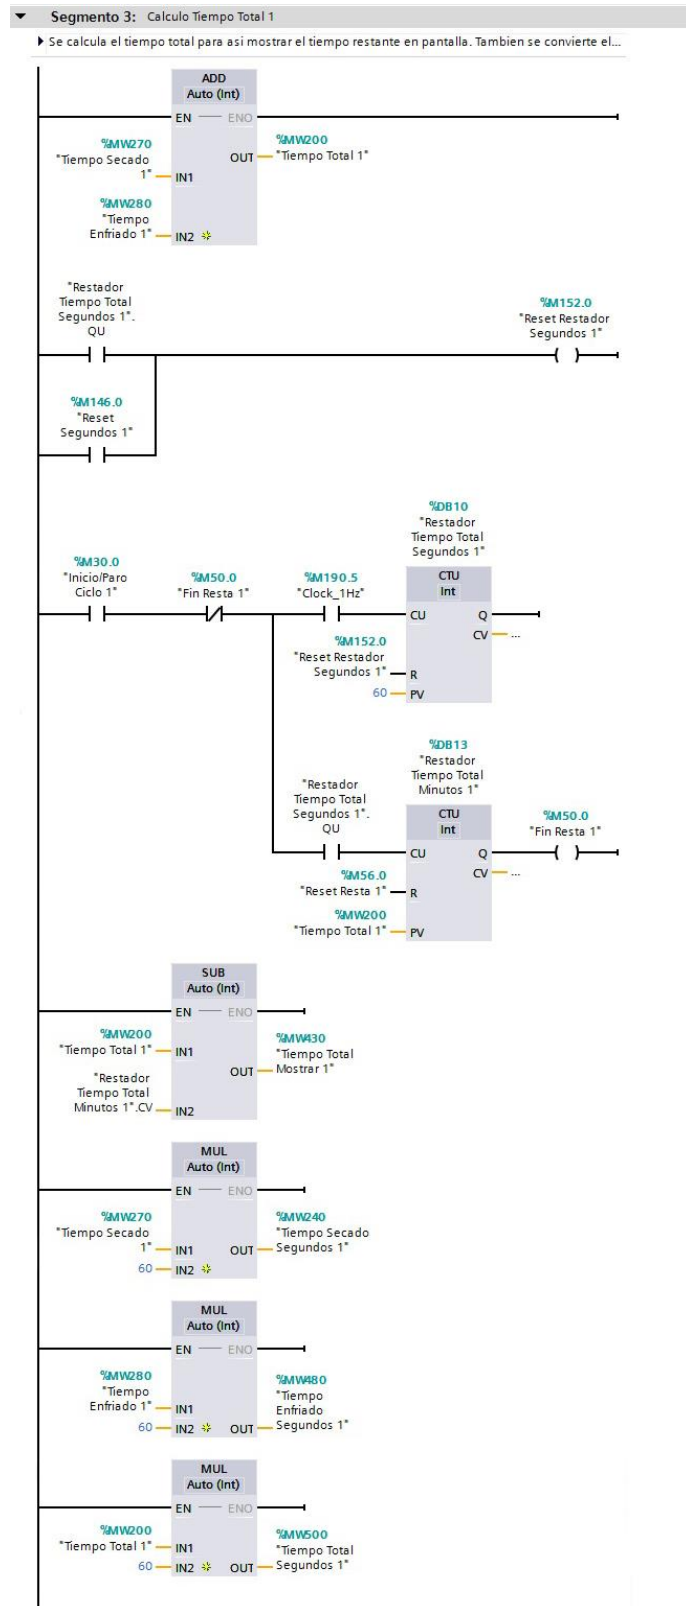 Segmento 3: Calculo Tiempo Total 1
Se calcula el tiempo total para asi mostrar el tiempo restante en pantalla. Tambien se convierte el...
ADD
Auto (Int)
EN ENO
%MW270
"Tiempo Secado
1" IN1
%MW200
OUT "Tiempo Total 1"
%MW280
"Tiempo
Enfriado 1" IN2
"Restador
Tiempo Total
Segundos 1".
QU
%M152.0
"Reset Restador
Segundos 1"
%M146.0
"Reset
Segundos 1"
%DB10
"Restador
Tiempo Total
Segundos 1"
%M30.0
"Inicio/Paro
Ciclo 1"
%M50.0
"Fin Resta 1"
%M190.5
"Clock_1Hz"
CTU
Int
CU Q
CV ...
%M152.0
"Reset Restador
Segundos 1" R
60 PV
%DB13
"Restador
Tiempo Total
Minutos 1"
"Restador
Tiempo Total
Segundos 1".
QU
CTU
Int
%M50.0
"Fin Resta 1"
CU Q
CV ...
%M56.0
"Reset Resta 1" R
%MW200
"Tiempo Total 1" PV
SUB
Auto (Int)
EN ENO
%MW200
"Tiempo Total 1" IN1
%MW430
"Tiempo Total
OUT Mostrar 1"
"Restador
Tiempo Total
Minutos 1".CV IN2
MUL
Auto (Int)
EN ENO
%MW270
"Tiempo Secado
1" IN1
%MW240
"Tiempo Secado
OUT Segundos 1"
60 IN2
MUL
Auto (Int)
EN ENO
%MW280
"Tiempo
Enfriado 1" IN1
%MW480
"Tiempo
Enfriado
60 IN2 OUT Segundos 1"
MUL
Auto (Int)
EN ENO
%MW200
"Tiempo Total 1" IN1
%MW500
"Tiempo Total
60 IN2 OUT Segundos 1"